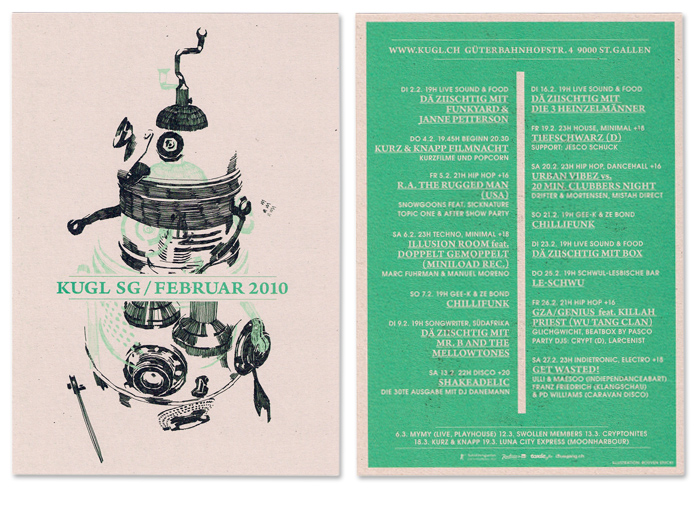 KUGL SG / FEBRUAR 2010
WWW.KUGL.CH GÜTERBAHNHOFSTR. 4 9000 ST. GALLEN
DI 2.2. 19H LIVE SOUND & FOOD
DÄ ZIISCHTIG MIT
FUNKYARD &
JANNE PETTERSON
DO 4.2. 19.45H BEGINN 20.30
KURZ & KNAPP FILMNACHT
KURZFILME UND POPCORN
FR 5.2. 21H HIP HOP +16
R.A. THE RUGGED MAN
(USA)
SNOWGOONS FEAT. SICKNATURE
TOPIC ONE & AFTER SHOW PARTY
SA 6.2. 23H TECHNO, MINIMAL +18
ILLUSION ROOM feat.
DOPPELT GEMOPPELT
(MINILOAD REC.)
MARC FUHRMAN & MANUEL MORENO
SO 7.2. 19H GEE-K & ZE BOND
CHILLIFUNK
DI 9.2. 19H SONGWRITER, SÜDAFRIKA
DÄ ZIISCHTIG MIT
MR. B AND THE
MELLOWTONES
SA 13.2. 22H DISCO +20
SHAKEADELIC
DIE 30TE AUSGABE MIT DJ DANEMANN
DI 16.2. 19H LIVE SOUND & FOOD
DÄ ZIISCHTIG MIT
DIE 3 HEINZELMÄNNER
FR 19.2. 23H HOUSE, MINIMAL +18
TIEFSCHWARZ (D)
SUPPORT: JESCO SCHUCK
SA 20.2. 23H HIP HOP, DANCEHALL +16
URBAN VIBEZ vs.
20 MIN. CLUBBERS NIGHT
DRIFTER & MORTENSEN, MISTAH DIRECT
SO 21.2. 19H GEE-K & ZE BOND
CHILLIFUNK
DI 23.2. 19H LIVE SOUND & FOOD
DÄ ZIISCHTIG MIT BOX
DO 25.2. 19H SCHWUL-LESBISCHE BAR
LE-SCHWU
FR 26.2. 21H HIP HOP +16
GZA/GENIUS feat. KILLAH
PRIEST (WU TANG CLAN)
GLICHGWICHT, BEATBOX BY PASCO
PARTY DJS: CRYPT (D), LARCENIST
SA 27.2. 23H INDIETRONIC, ELECTRO +18
GET WASTED!
ULLI & MAESCO (INDIEPENDANCEABART)
FRANZ FRIEDRICH (KLANGSCHAU)
& PD WILLIAMS (CARAVAN DISCO)
6.3. MYMY (LIVE, PLAYHOUSE) 12.3. SWOLLEN MEMBERS 13.3. CRYPTONITES
18.3. KURZ & KNAPP 19.3. LUNA CITY EXPRESS (MOONHARBOUR)